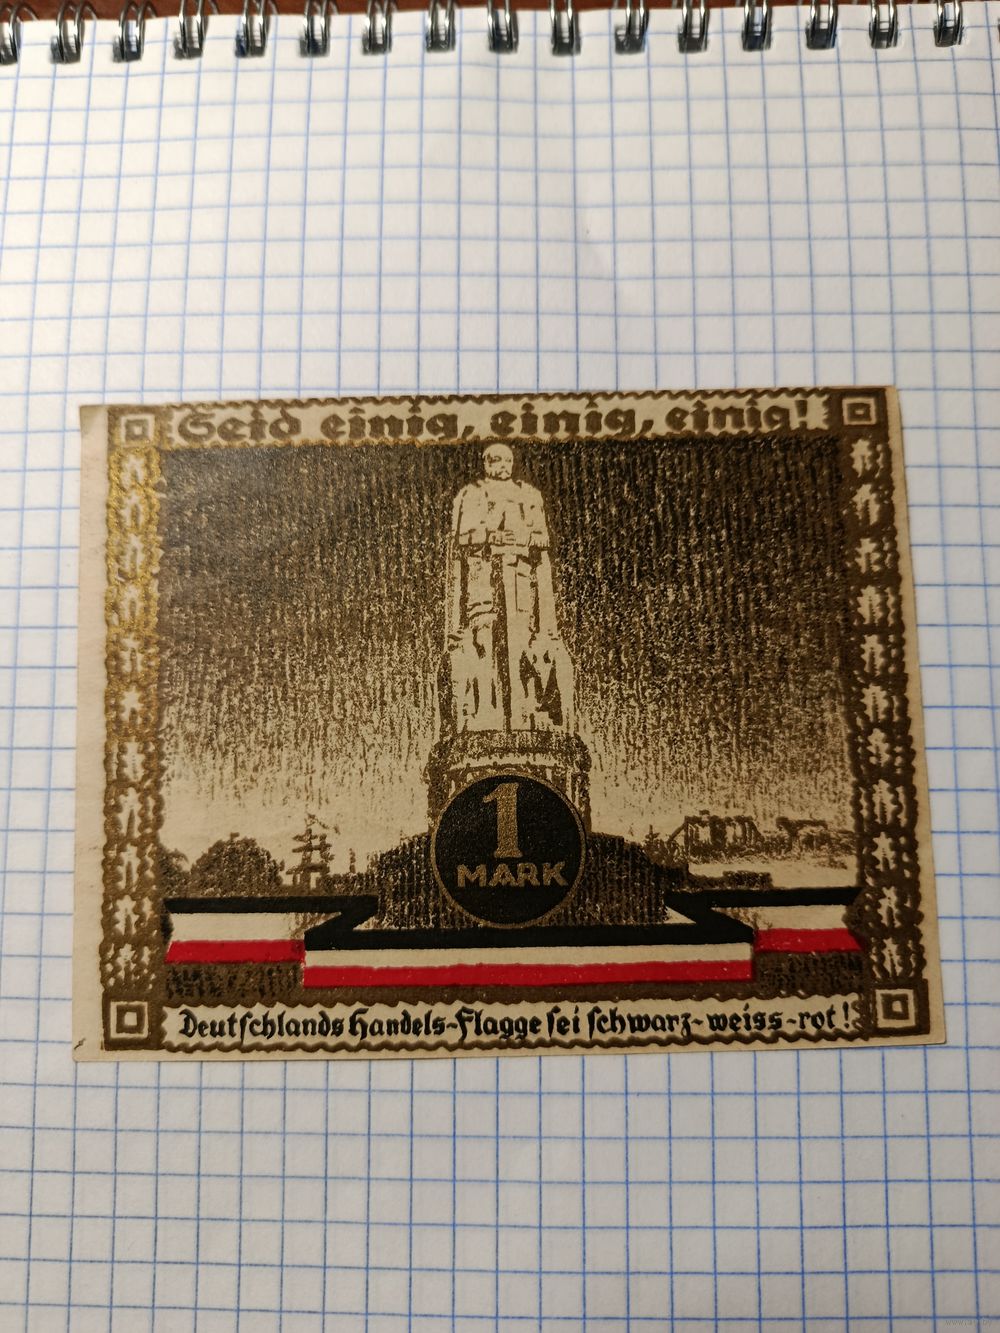 Seid einig, einig, einig!
1
MARK
Deutschlands Handels-Flagge sei schwarz-weiss-rot!